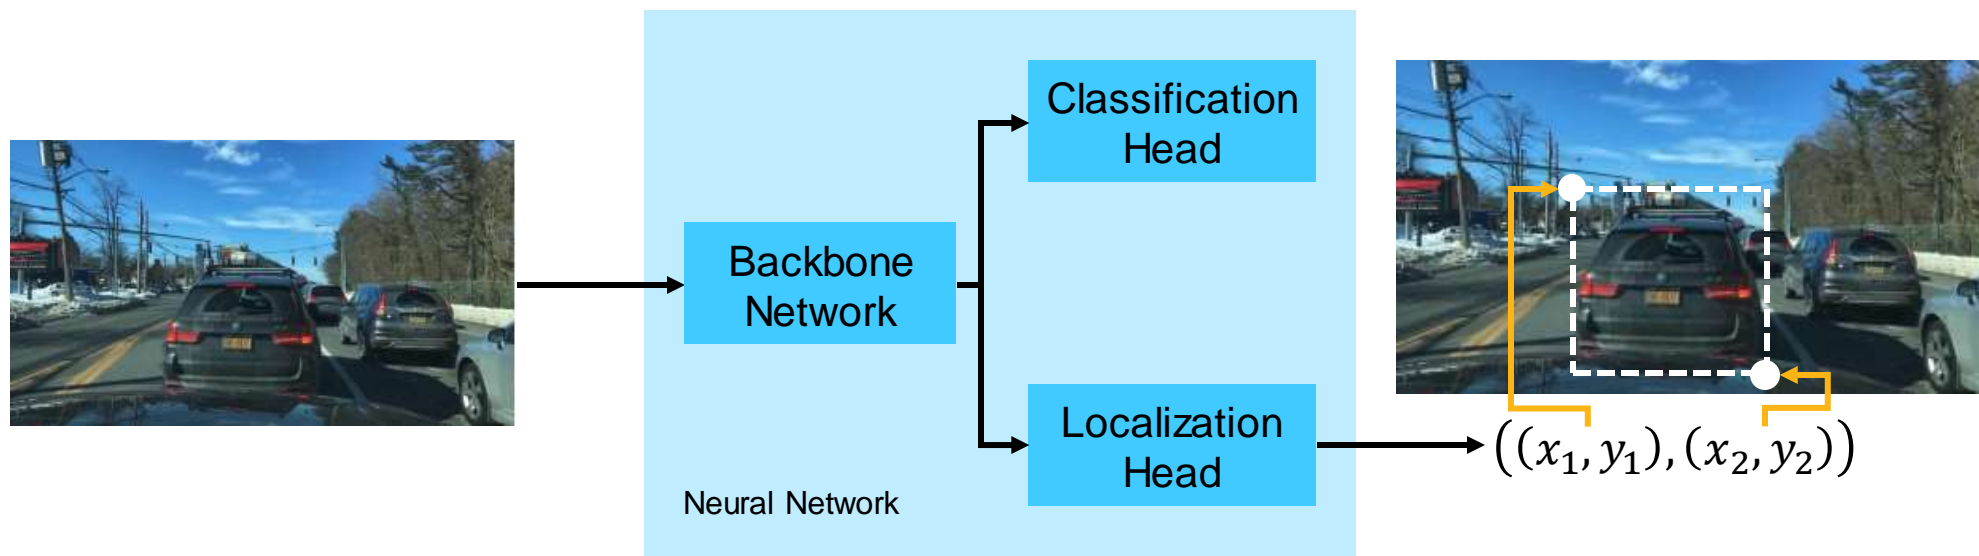 Classification
Head
Backbone
Network
Localization
Head
((x₁, y₁), (x₂, y₂))
Neural Network